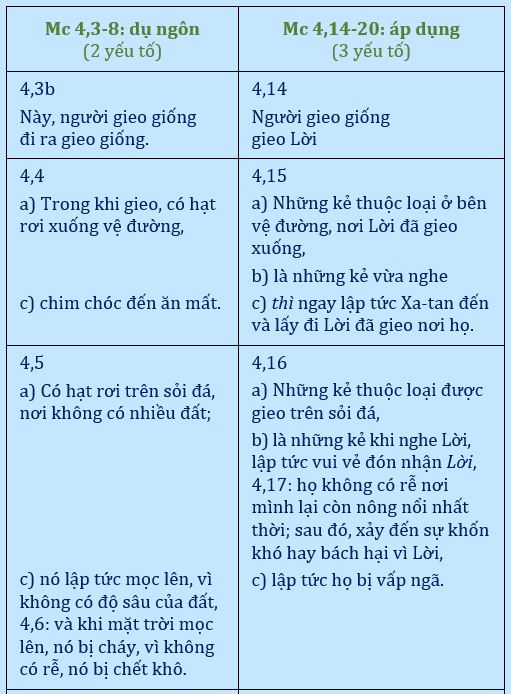 Mc 4,3-8: dụ ngôn
(2 yếu tố)
Mc 4,14-20: áp dụng
(3 yếu tố)
4,3b
Này, người gieo giống
đi ra gieo giống.
4,14
Người gieo giống
gieo Lời
4,4
a) Trong khi gieo, có hạt
rơi xuống vệ đường,
c) chim chóc đến ăn mất.
4,15
a) Những kẻ thuộc loại ở bên
vệ đường, nơi Lời đã gieo
xuống,
b) là những kẻ vừa nghe
c) thì ngay lập tức Xa-tan đến
và lấy đi Lời đã gieo nơi họ.
4,5
a) Có hạt rơi trên sỏi đá,
nơi không có nhiều đất;
c) nó lập tức mọc lên, vì
không có độ sâu của đất,
4,6: và khi mặt trời mọc
lên, nó bị cháy, vì không
có rễ, nó bị chết khô.
4,16
a) Những kẻ thuộc loại được
gieo trên sỏi đá,
b) là những kẻ khi nghe Lời,
lập tức vui vẻ đón nhận Lời,
4,17: họ không có rễ nơi
mình lại còn nông nổi nhất
thời; sau đó, xảy đến sự khốn
khó hay bách hại vì Lời,
c) lập tức họ bị vấp ngã.